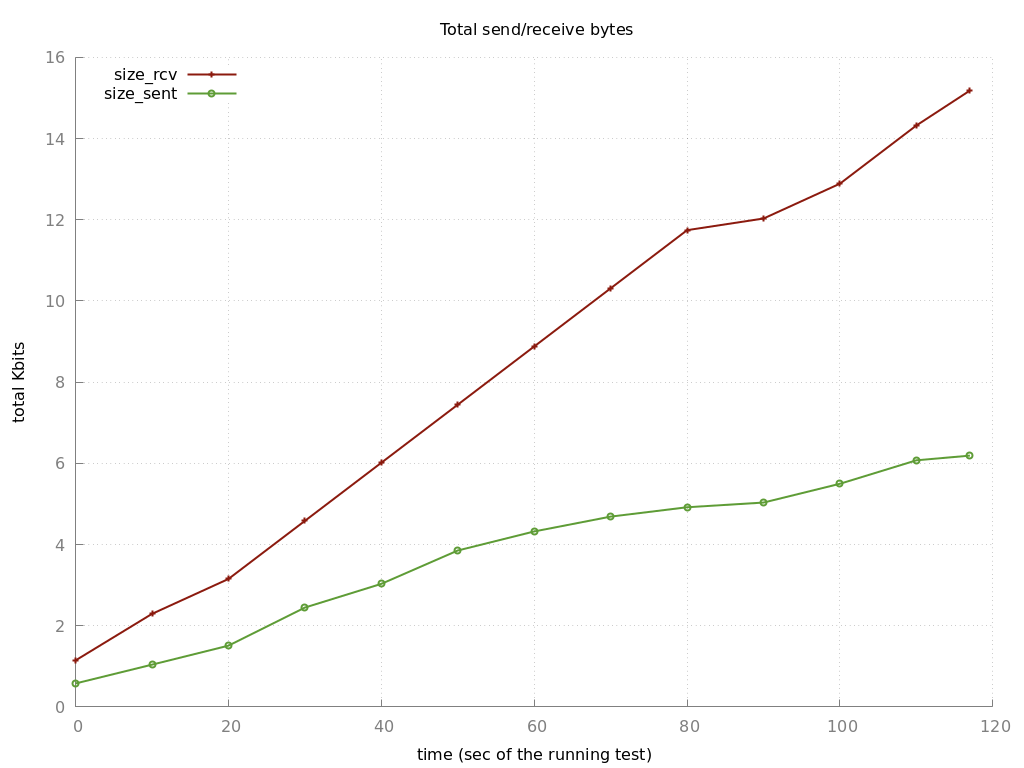 Total send/receive bytes
16
size_rcv
size_sent
14
12
10
8
total Kbits
6
4
2
0
0 20 40 60 80 100 120
time (sec of the running test)